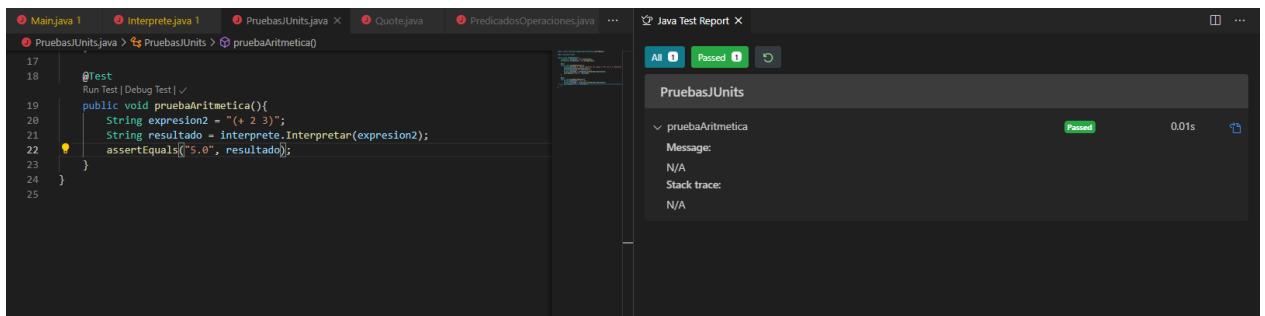 Main.java 1 Interprete.java 1 PruebasJUnits.java Quote.java PredicadosOperaciones.java
PruebasJUnits.java > PruebasJUnits > pruebaAritmetica()
17
18 @Test
Run Test | Debug Test |
19 public void pruebaAritmetica(){
20 String expresion2 = "(+ 2 3)";
21 String resultado = interprete.Interpretar(expresion2);
22 assertEquals("5.0", resultado);
23 }
24 }
25
Java Test Report
All 1 Passed 1
PruebasJUnits
pruebaAritmetica Passed 0.01s
Message:
N/A
Stack trace:
N/A